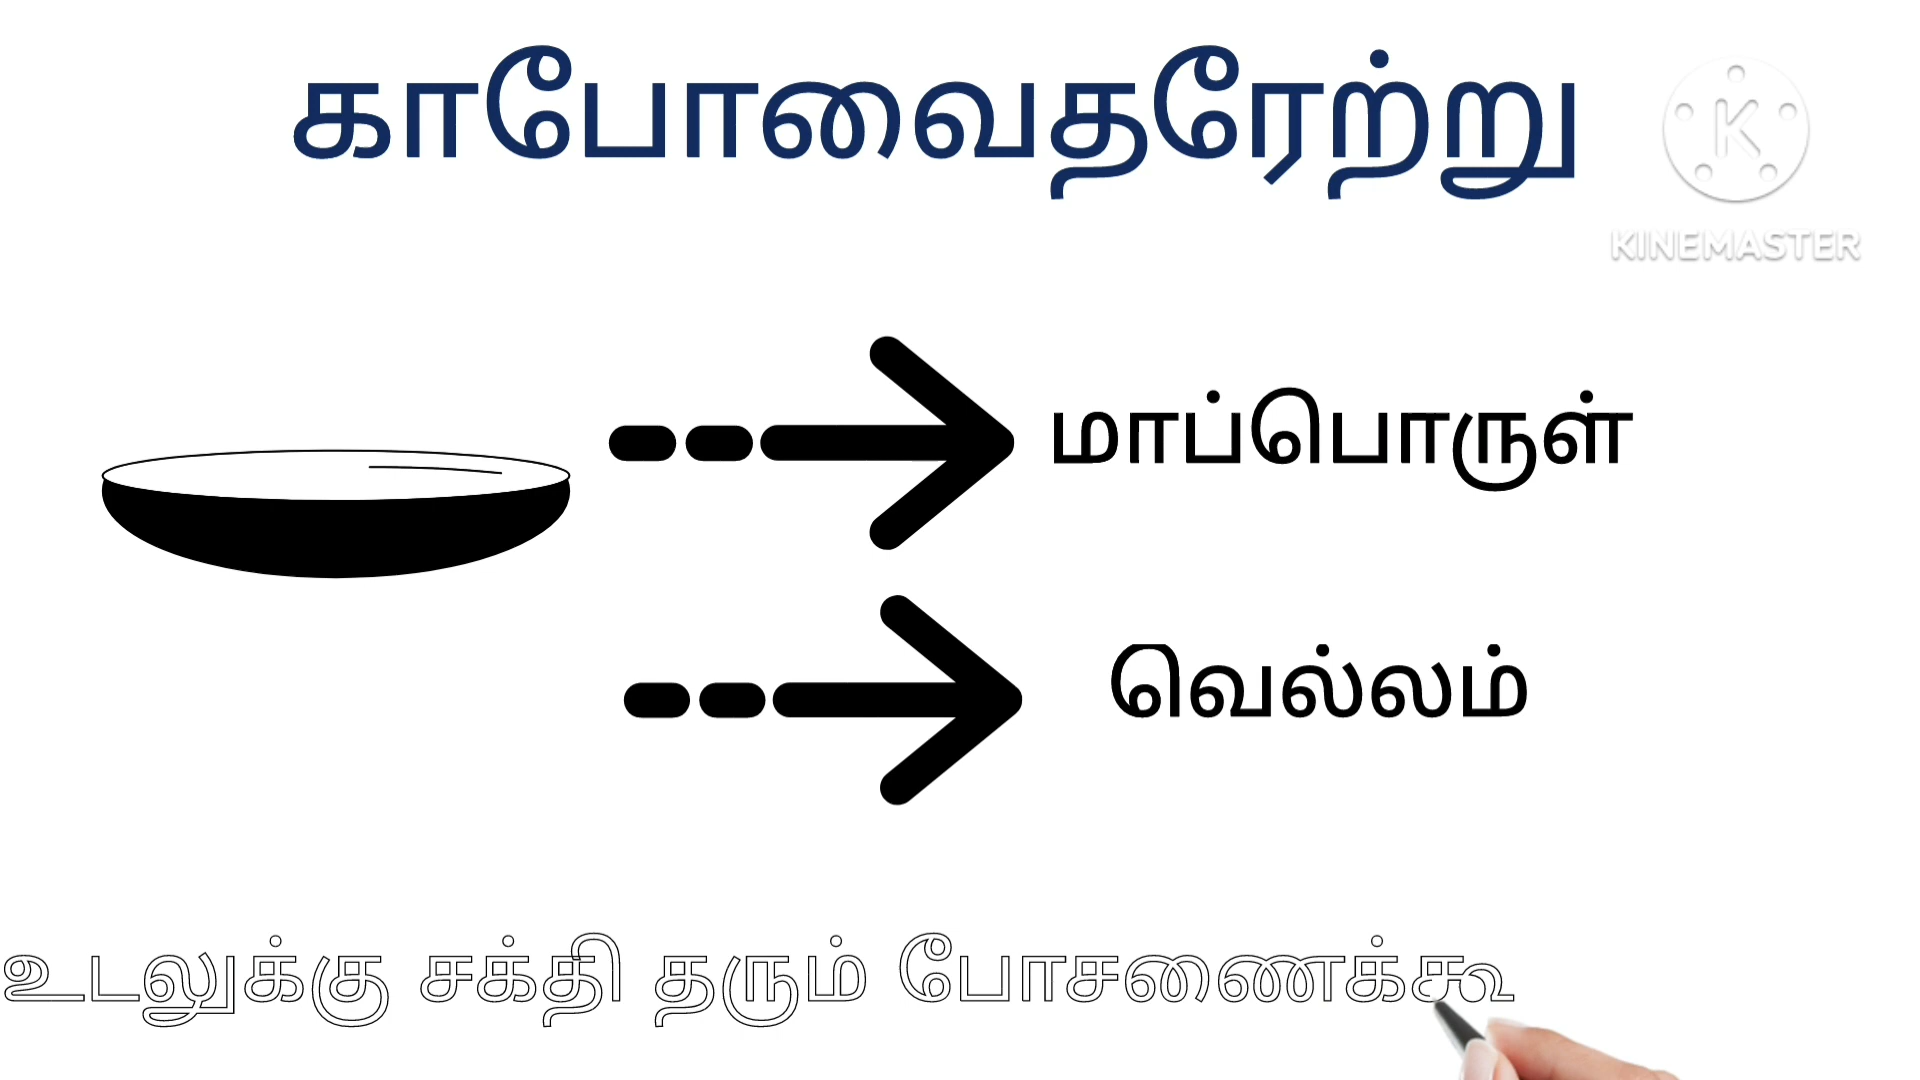 காபோவைதரேற்று
K
KINEMASTER
மாப்பொருள்
வெல்லம்
உடலுக்கு சக்தி தரும் போசணைக்கூ